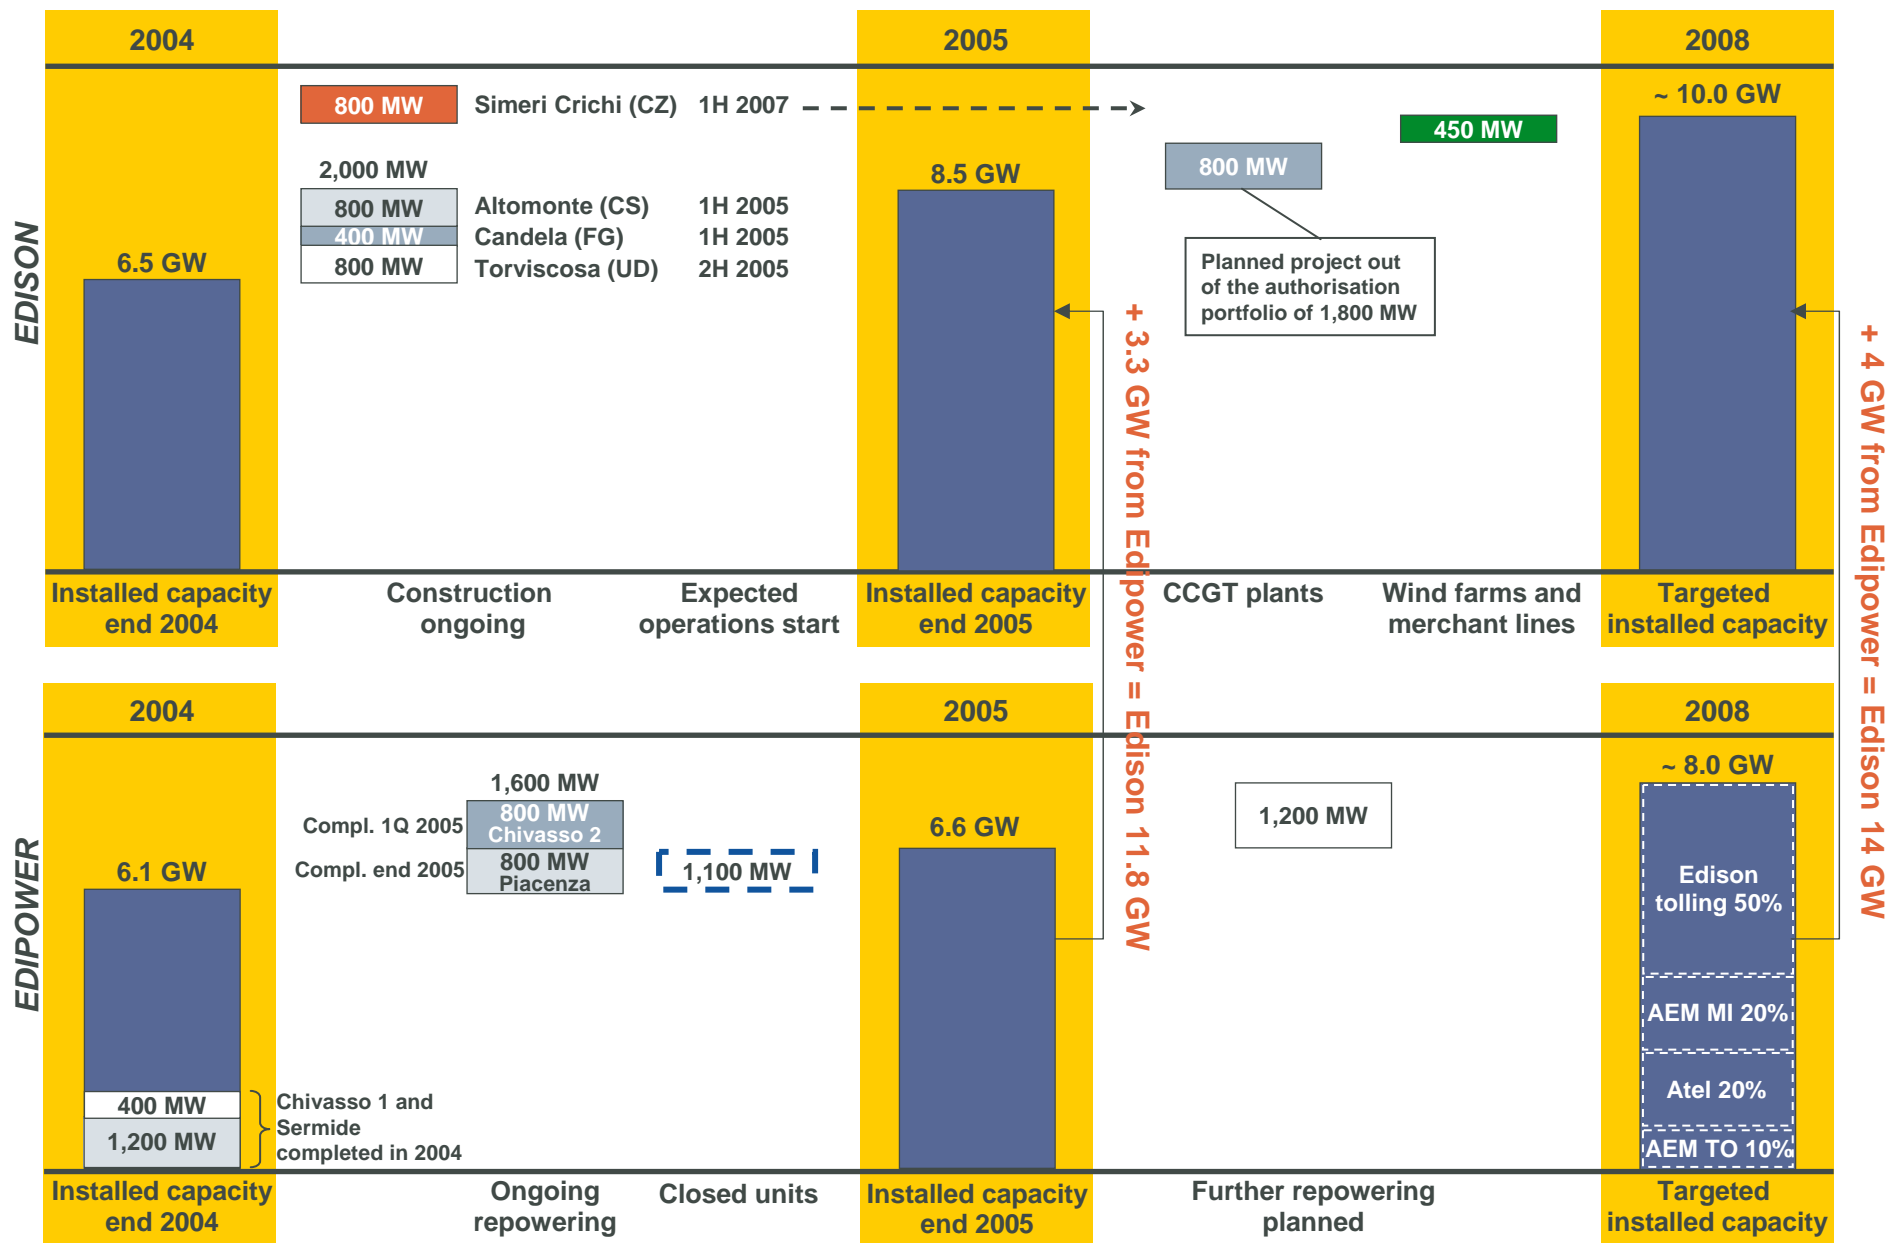 2004
2005
2008
EDISON
6.5 GW
800 MW
Simeri Crichi (CZ) 1H 2007
2,000 MW
800 MW
Altomonte (CS) 1H 2005
400 MW
Candela (FG) 1H 2005
800 MW
Torviscosa (UD) 2H 2005
8.5 GW
800 MW
450 MW
Planned project out
of the authorisation
portfolio of 1,800 MW
~ 10.0 GW
+ 3.3 GW from Edipower = Edison 11.8 GW
+ 4 GW from Edipower = Edison 14 GW
Installed capacity
end 2004
Construction
ongoing
Expected
operations start
Installed capacity
end 2005
CCGT plants
Wind farms and
merchant lines
Targeted
installed capacity
2004
2005
2008
EDIPOWER
6.1 GW
400 MW
1,200 MW
Chivasso 1 and
Sermide
completed in 2004
1,600 MW
Compl. 1Q 2005
800 MW
Chivasso 2
Compl. end 2005
800 MW
Piacenza
1,100 MW
6.6 GW
1,200 MW
~ 8.0 GW
Edison
tolling 50%
AEM MI 20%
Atel 20%
AEM TO 10%
Installed capacity
end 2004
Ongoing
repowering
Closed units
Installed capacity
end 2005
Further repowering
planned
Targeted
installed capacity